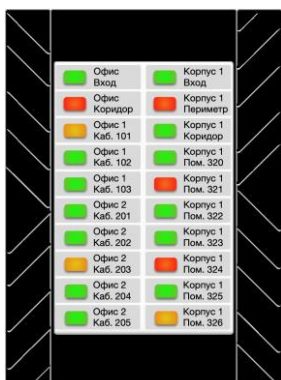 Офис
Вход
Корпус 1
Вход
Офис
Коридор
Корпус 1
Периметр
Офис 1
Каб. 101
Корпус 1
Коридор
Офис 1
Каб. 102
Корпус 1
Пом. 320
Офис 1
Каб. 103
Корпус 1
Пом. 321
Офис 2
Каб. 201
Корпус 1
Пом. 322
Офис 2
Каб. 202
Корпус 1
Пом. 323
Офис 2
Каб. 203
Корпус 1
Пом. 324
Офис 2
Каб. 204
Корпус 1
Пом. 325
Офис 2
Каб. 205
Корпус 1
Пом. 326